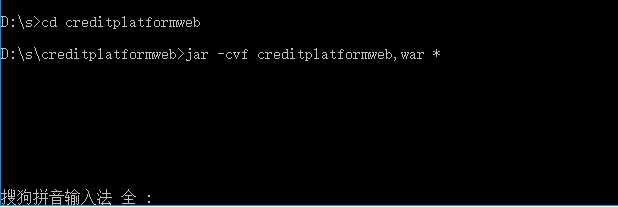 D:\s>cd creditplatformweb
D:\s\creditplatformweb>jar -cvf creditplatformweb,war *
搜狗拼音输入法 全 :